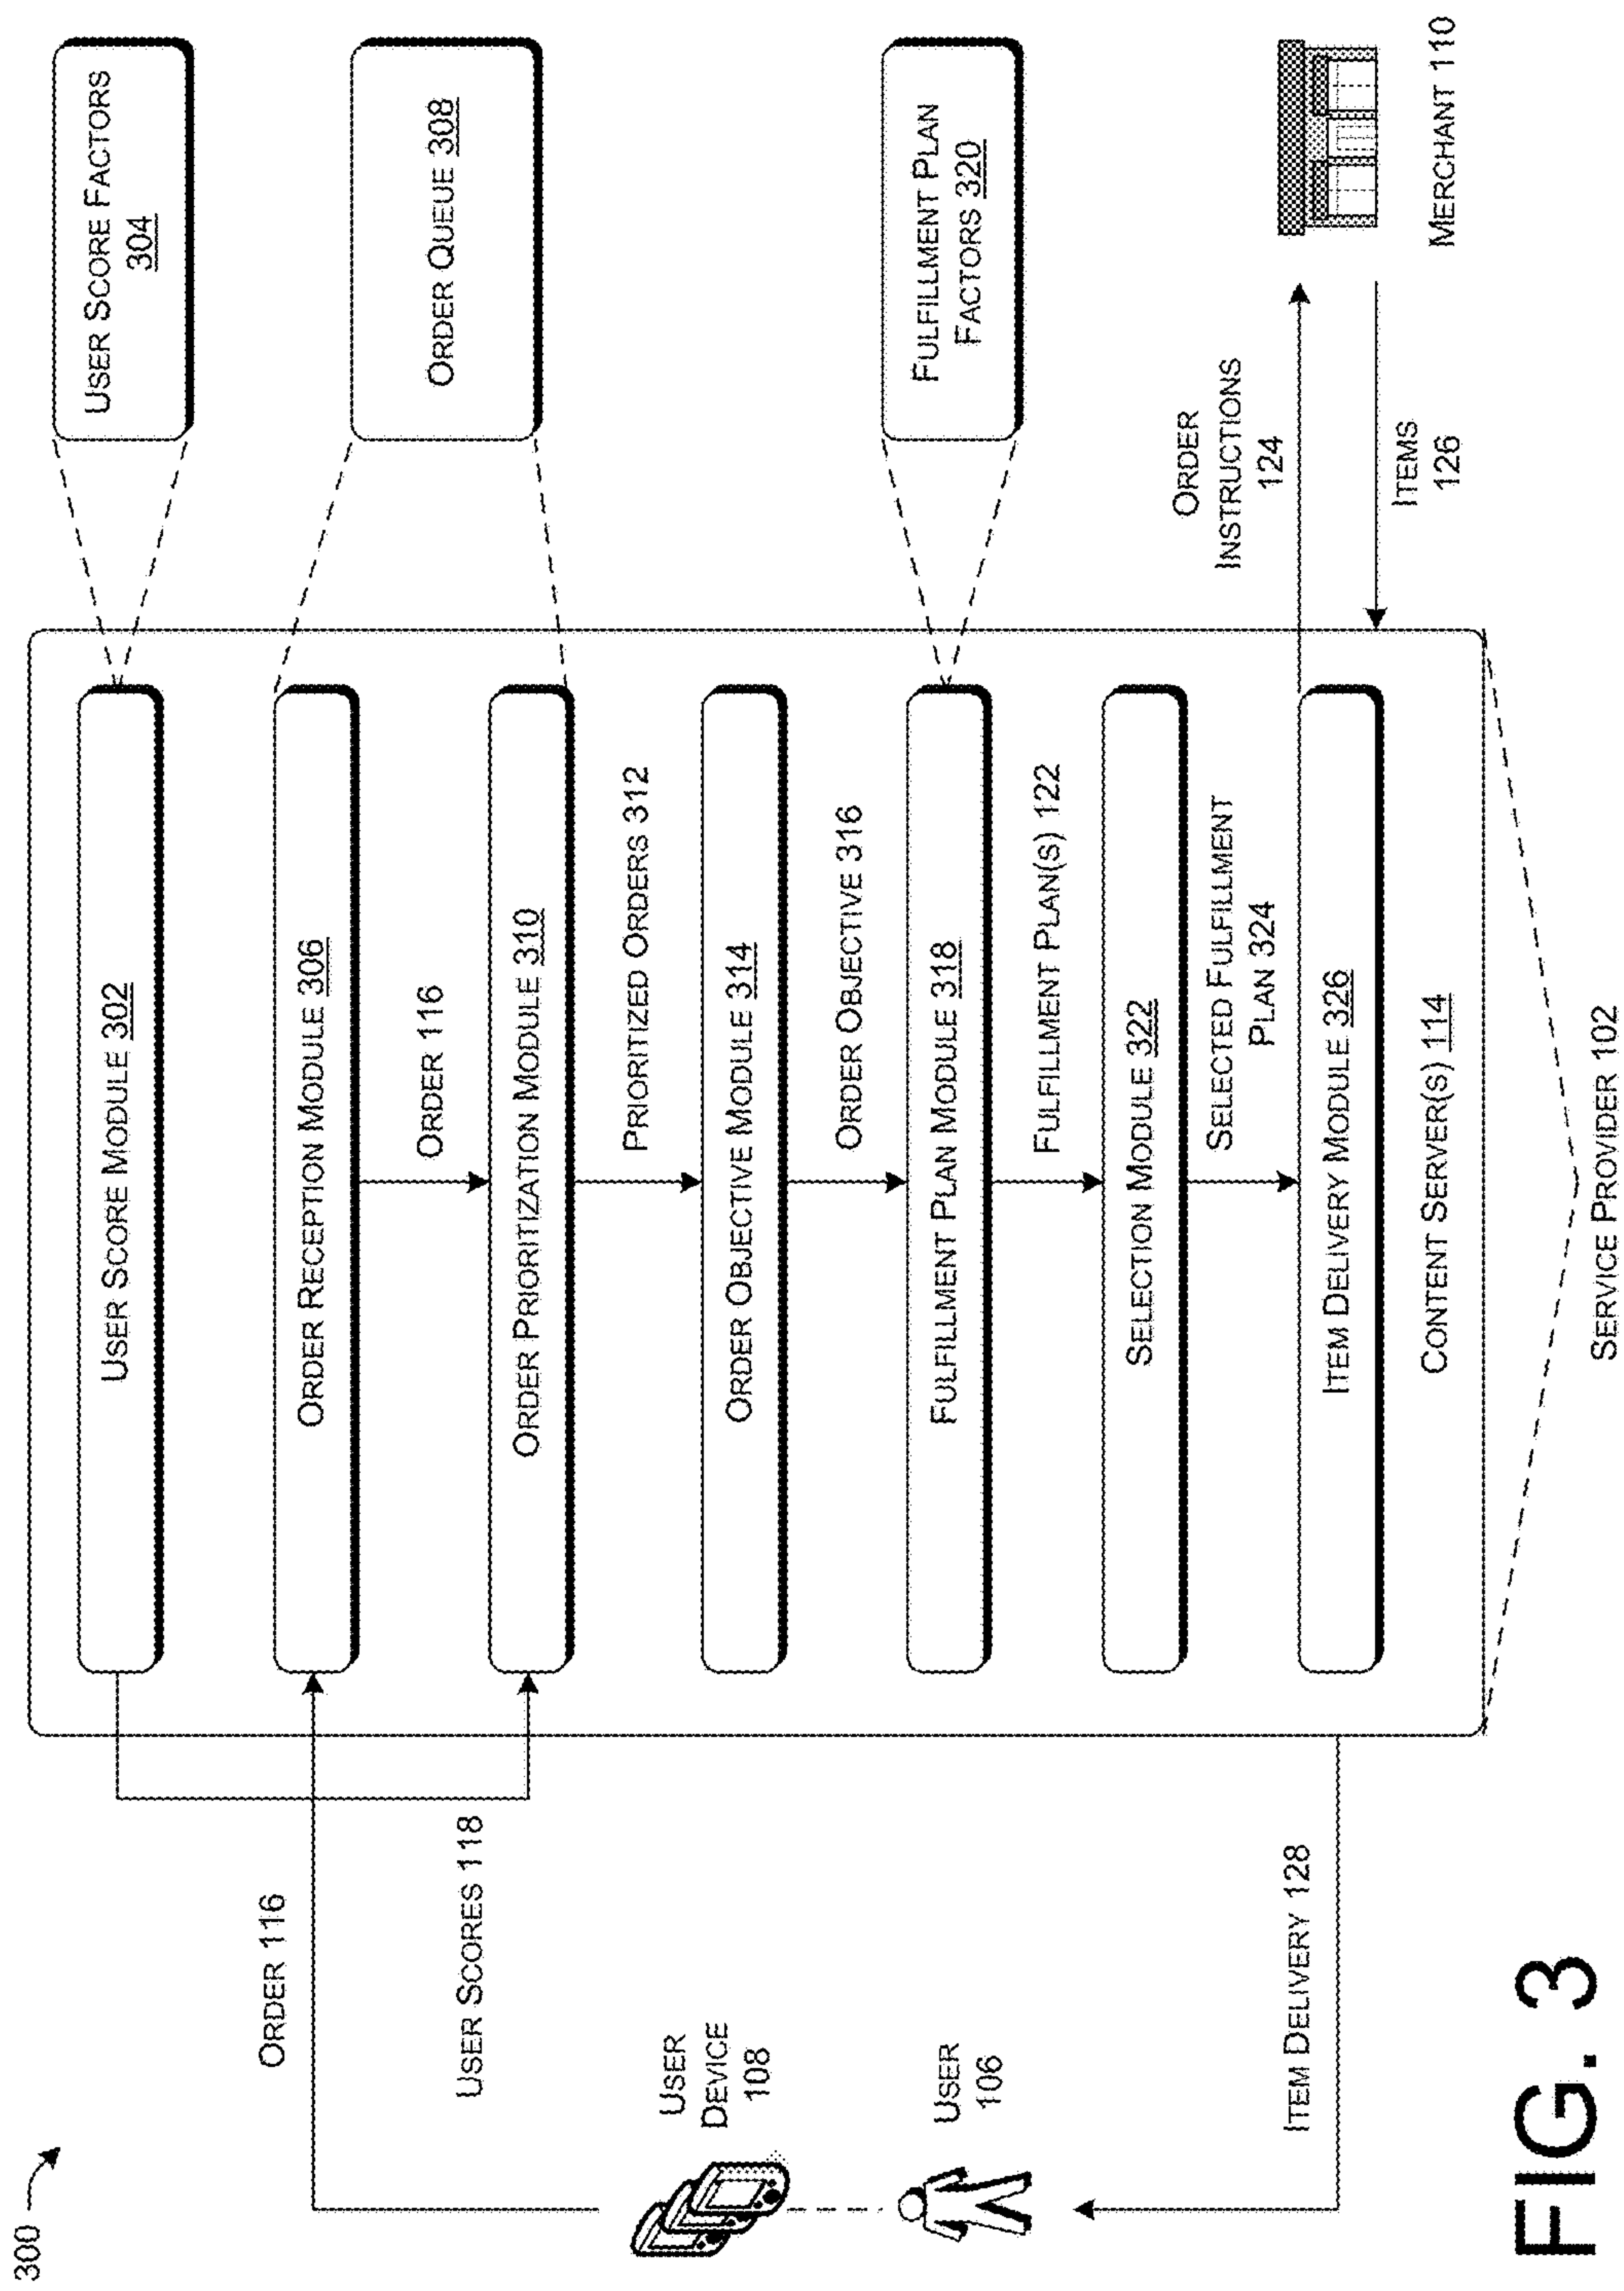 300
USER SCORE MODULE 302
USER SCORE FACTORS
304
ORDER 116
ORDER RECEPTION MODULE 306
ORDER QUEUE 308
ORDER 116
USER SCORES 118
ORDER PRIORITIZATION MODULE 310
PRIORITIZED ORDERS 312
USER
DEVICE
108
ORDER OBJECTIVE MODULE 314
ORDER OBJECTIVE 316
USER
106
FULFILLMENT PLAN MODULE 318
FULFILLMENT PLAN
FACTORS 320
FULFILLMENT PLAN(S) 122
SELECTION MODULE 322
SELECTED FULFILLMENT
PLAN 324
ORDER
INSTRUCTIONS
124
ITEM DELIVERY 128
ITEM DELIVERY MODULE 326
ITEMS
126
CONTENT SERVER(S) 114
MERCHANT 110
SERVICE PROVIDER 102
FIG. 3